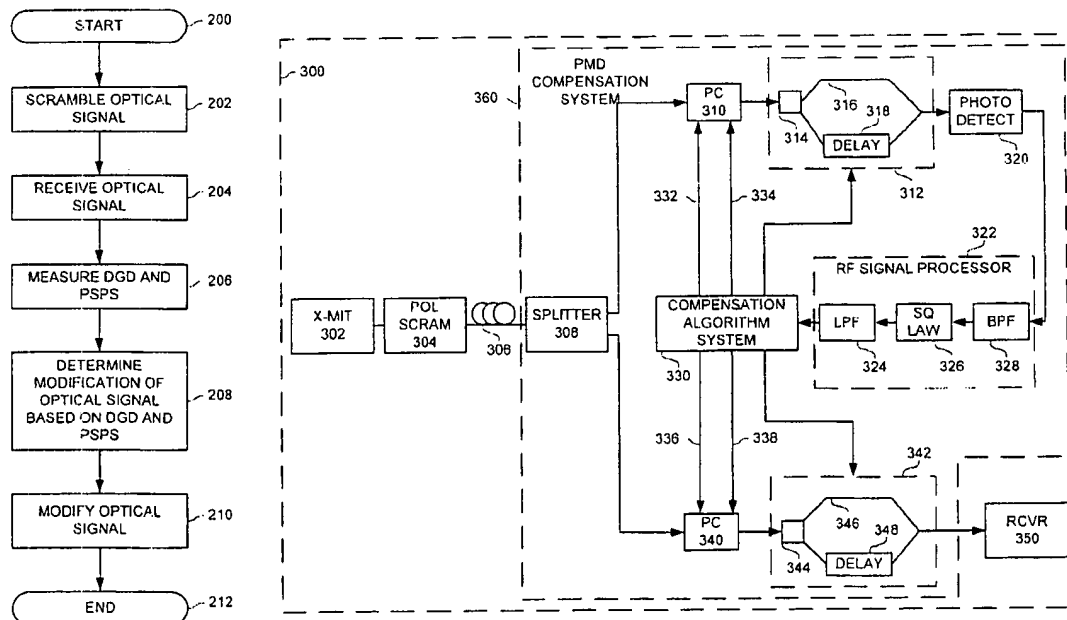 START
200
SCRAMBLE OPTICAL
SIGNAL
202
RECEIVE OPTICAL
SIGNAL
204
MEASURE DGD AND
PSPS
206
DETERMINE
MODIFICATION OF
OPTICAL SIGNAL
BASED ON DGD AND
PSPS
208
MODIFY OPTICAL
SIGNAL
210
END
212
300
360
PMD
COMPENSATION
SYSTEM
X-MIT
302
POL
SCRAM
304
306
SPLITTER
308
PC
310
314
316
318
DELAY
312
PHOTO
DETECT
320
332
334
322
RF SIGNAL PROCESSOR
COMPENSATION
ALGORITHM
SYSTEM
330
LPF
324
SQ
LAW
326
BPF
328
336
338
342
PC
340
344
346
348
DELAY
RCVR
350